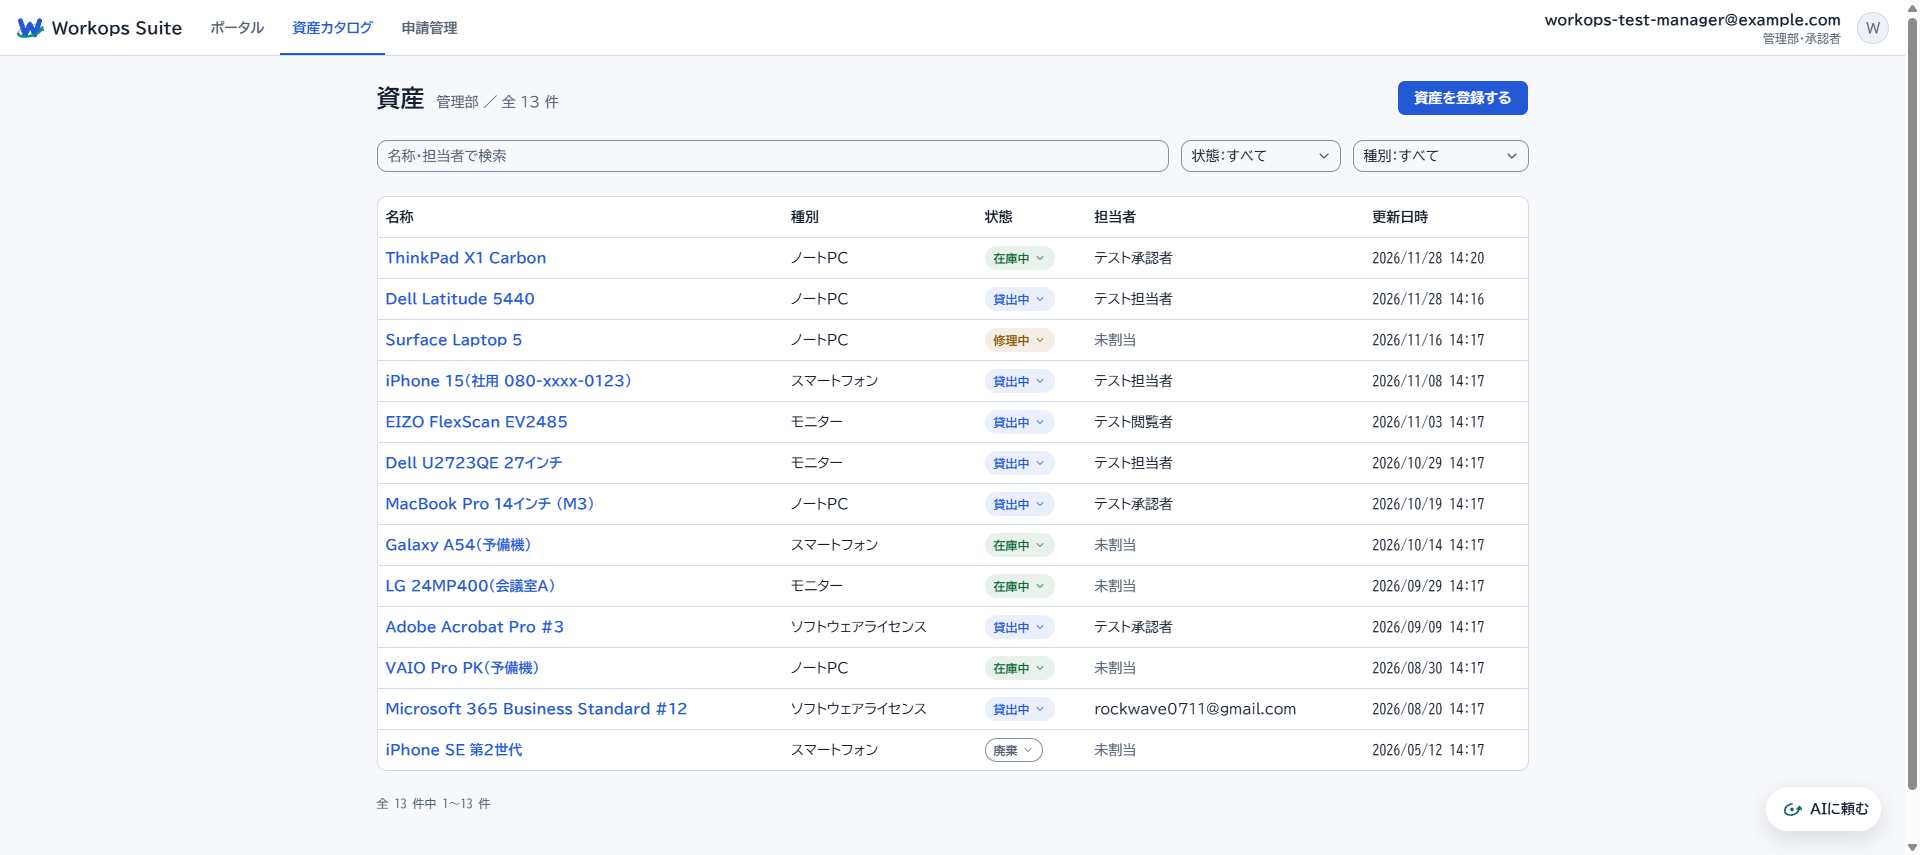 Workops Suite ポータル 資産カタログ 申請管理 workops-test-manager@example.com W
管理部・承認者
資産 管理部 ／ 全 13 件 資産を登録する
名称・担当者で検索 状態：すべて 種別：すべて
名称 種別 状態 担当者 更新日時
ThinkPad X1 Carbon ノートPC 在庫中 テスト承認者 2026/11/28 14:20
Dell Latitude 5440 ノートPC 貸出中 テスト担当者 2026/11/28 14:16
Surface Laptop 5 ノートPC 修理中 未割当 2026/11/16 14:17
iPhone 15（社用 080-xxxx-0123） スマートフォン 貸出中 テスト担当者 2026/11/08 14:17
EIZO FlexScan EV2485 モニター 貸出中 テスト閲覧者 2026/11/03 14:17
Dell U2723QE 27インチ モニター 貸出中 テスト担当者 2026/10/29 14:17
MacBook Pro 14インチ（M3） ノートPC 貸出中 テスト承認者 2026/10/19 14:17
Galaxy A54（予備機） スマートフォン 在庫中 未割当 2026/10/14 14:17
LG 24MP400（会議室A） モニター 在庫中 未割当 2026/09/29 14:17
Adobe Acrobat Pro #3 ソフトウェアライセンス 貸出中 テスト承認者 2026/09/09 14:17
VAIO Pro PK（予備機） ノートPC 在庫中 未割当 2026/08/30 14:17
Microsoft 365 Business Standard #12 ソフトウェアライセンス 貸出中 rockwave0711@gmail.com 2026/08/20 14:17
iPhone SE 第2世代 スマートフォン 廃棄 未割当 2026/05/12 14:17
全 13 件中 1〜13 件
AIに頼む